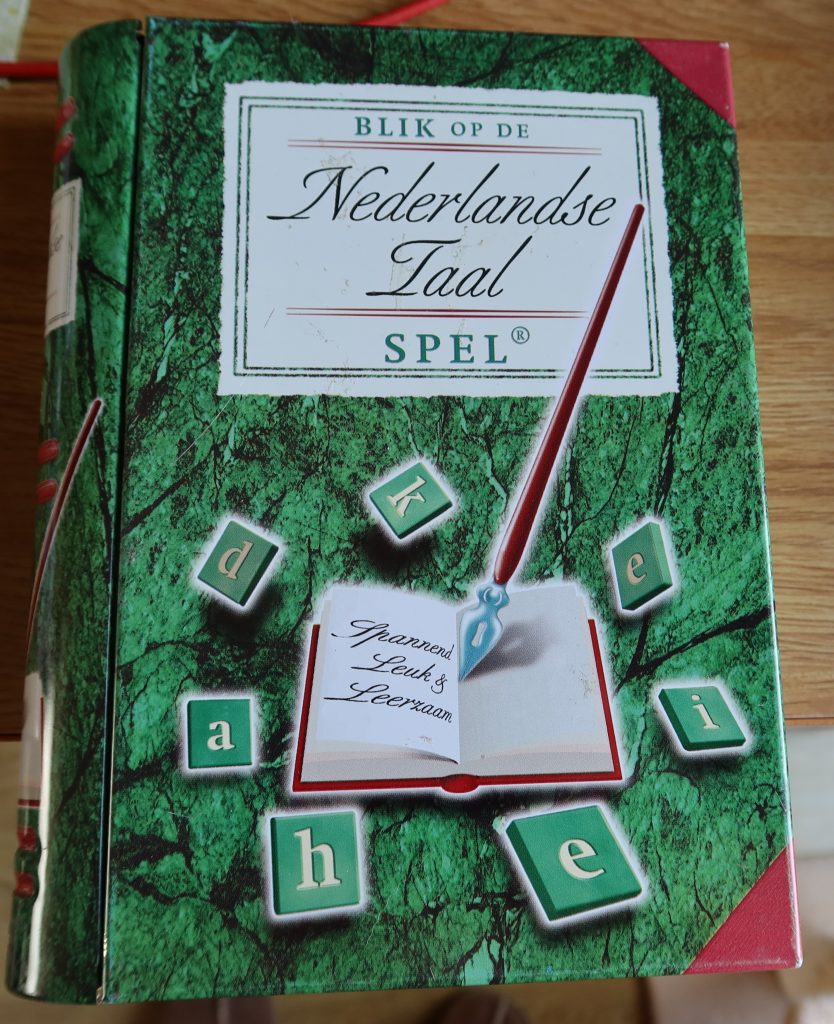 BLIK OP DE
Nederlandse
Taal
SPEL®
k
d
e
Spannend
Leuk &
Leerzaam
a
i
h
e